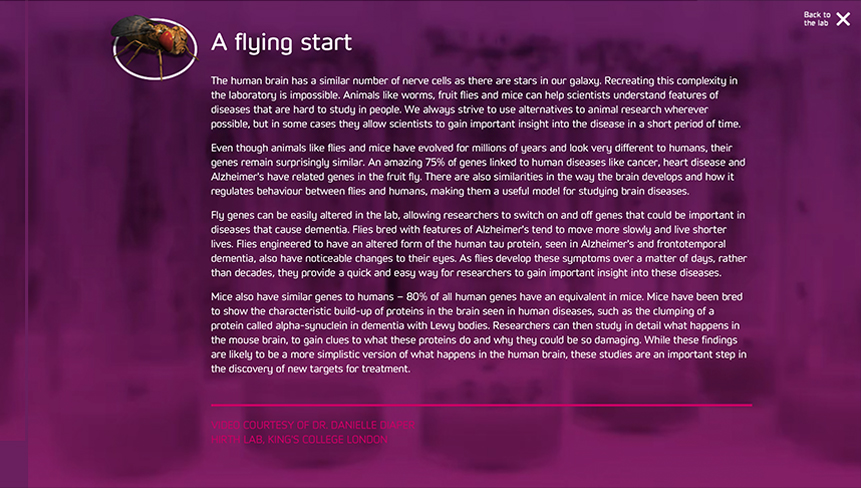 Back to
the lab
A flying start
The human brain has a similar number of nerve cells as there are stars in our galaxy. Recreating this complexity in
the laboratory is impossible. Animals like worms, fruit flies and mice can help scientists understand features of
diseases that are hard to study in people. We always strive to use alternatives to animal research wherever
possible, but in some cases they allow scientists to gain important insight into the disease in a short period of time.
Even though animals like flies and mice have evolved for millions of years and look very different to humans, their
genes remain surprisingly similar. An amazing 75% of genes linked to human diseases like cancer, heart disease and
Alzheimer's have related genes in the fruit fly. There are also similarities in the way the brain develops and how it
regulates behaviour between flies and humans, making them a useful model for studying brain diseases.
Fly genes can be easily altered in the lab, allowing researchers to switch on and off genes that could be important in
diseases that cause dementia. Flies bred with features of Alzheimer's tend to move more slowly and live shorter
lives. Flies engineered to have an altered form of the human tau protein, seen in Alzheimer's and frontotemporal
dementia, also have noticeable changes to their eyes. As flies develop these symptoms over a matter of days, rather
than decades, they provide a quick and easy way for researchers to gain important insight into these diseases.
Mice also have similar genes to humans – 80% of all human genes have an equivalent in mice. Mice have been bred
to show the characteristic build-up of proteins in the brain seen in human diseases, such as the clumping of a
protein called alpha-synuclein in dementia with Lewy bodies. Researchers can then study in detail what happens in
the mouse brain, to gain clues to what these proteins do and why they could be so damaging. While these findings
are likely to be a more simplistic version of what happens in the human brain, these studies are an important step in
the discovery of new targets for treatment.
VIDEO COURTESY OF DR. DANIELLE
LAB, KING'S COLLEGE LONDON